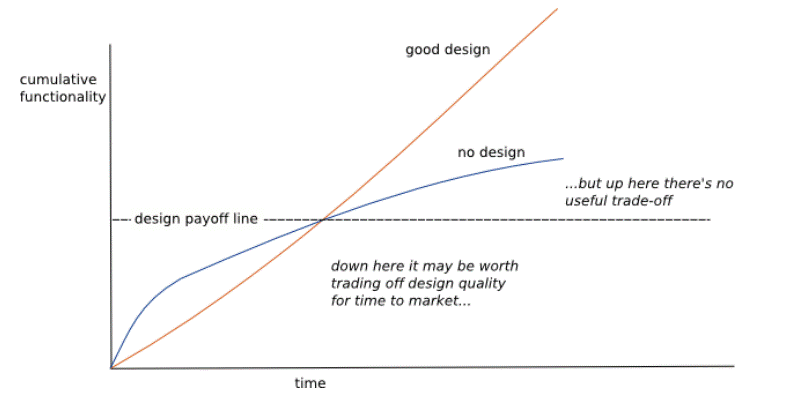 good design
cumulative
functionality
no design
...but up here there's no
useful trade-off
design payoff line
down here it may be worth
trading off design quality
for time to market...
time